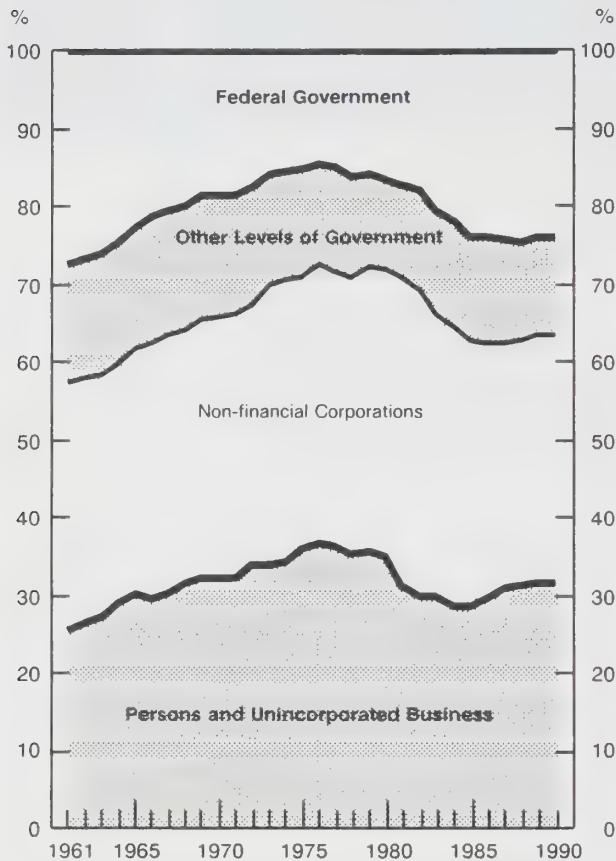 % %
100 100
Federal Government
90 90
80 80
Other Levels of Government
70 70
60 60
Non-financial Corporations
50 50
40 40
30 30
20 20
Persons and Unincorporated Business
10 10
0 0
1961 1965 1970 1975 1980 1985 1990